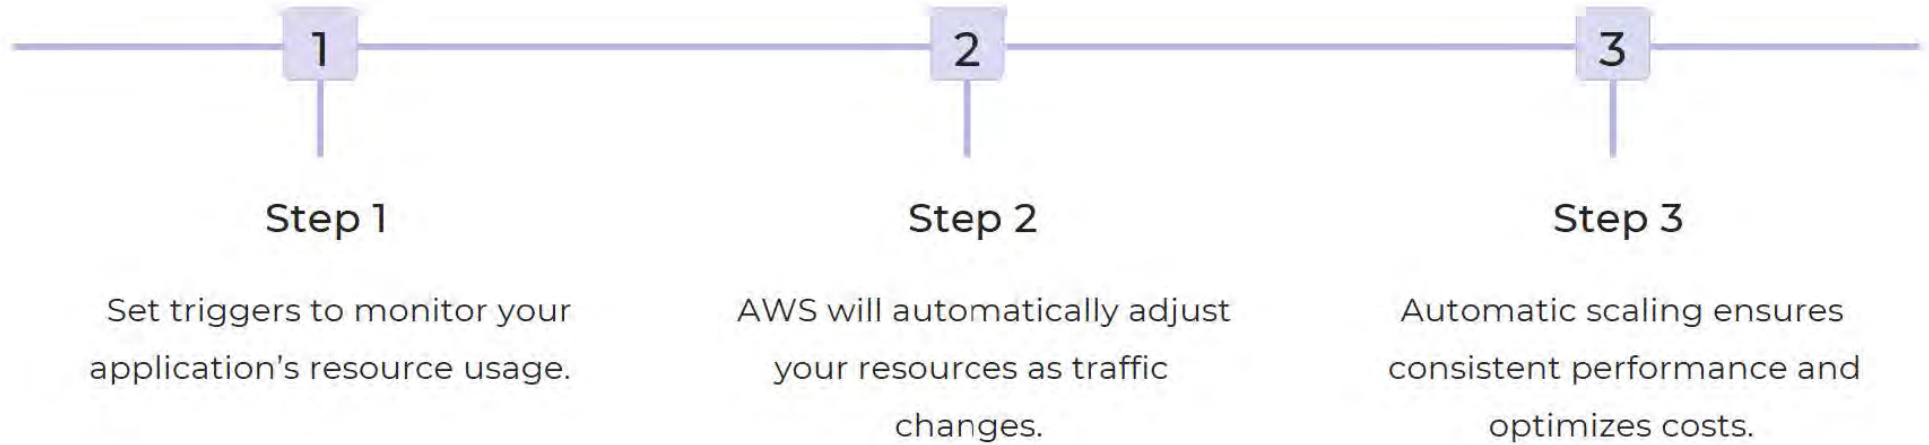 1
2
3
Step 1
Set triggers to monitor your
application's resource usage.
Step 2
AWS will automatically adjust
your resources as traffic
changes.
Step 3
Automatic scaling ensures
consistent performance and
optimizes costs.